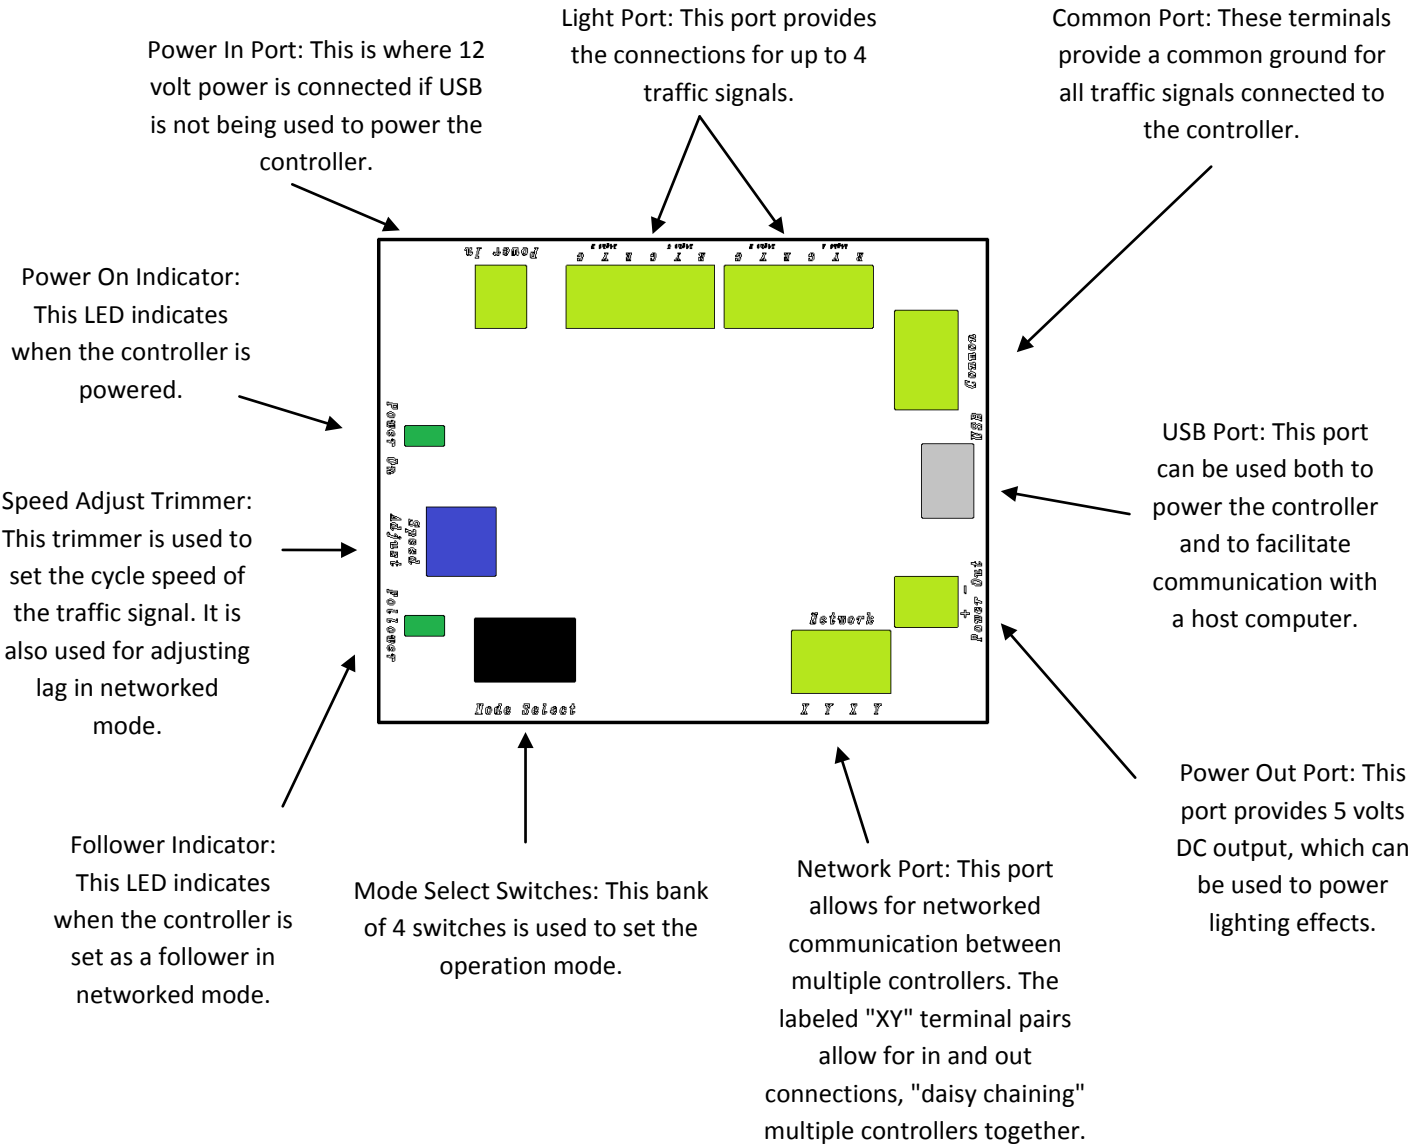 Light Port: This port provides
the connections for up to 4
traffic signals.
Common Port: These terminals
provide a common ground for
all traffic signals connected to
the controller.
Power In Port: This is where 12
volt power is connected if USB
is not being used to power the
controller.
Power On Indicator:
This LED indicates
when the controller is
powered.
Speed Adjust Trimmer:
This trimmer is used to
set the cycle speed of
the traffic signal. It is
also used for adjusting
lag in networked
mode.
Follower Indicator:
This LED indicates
when the controller is
set as a follower in
networked mode.
Power In
G Y R G Y R
G Y R G Y R
Common
USB
Power On
Speed
Adjust
Follower
Mode Select
Network
X Y X Y
- +
Power Out
USB Port: This port
can be used both to
power the controller
and to facilitate
communication with
a host computer.
Power Out Port: This
port provides 5 volts
DC output, which can
be used to power
lighting effects.
Mode Select Switches: This bank
of 4 switches is used to set the
operation mode.
Network Port: This port
allows for networked
communication between
multiple controllers. The
labeled "XY" terminal pairs
allow for in and out
connections, "daisy chaining"
multiple controllers together.